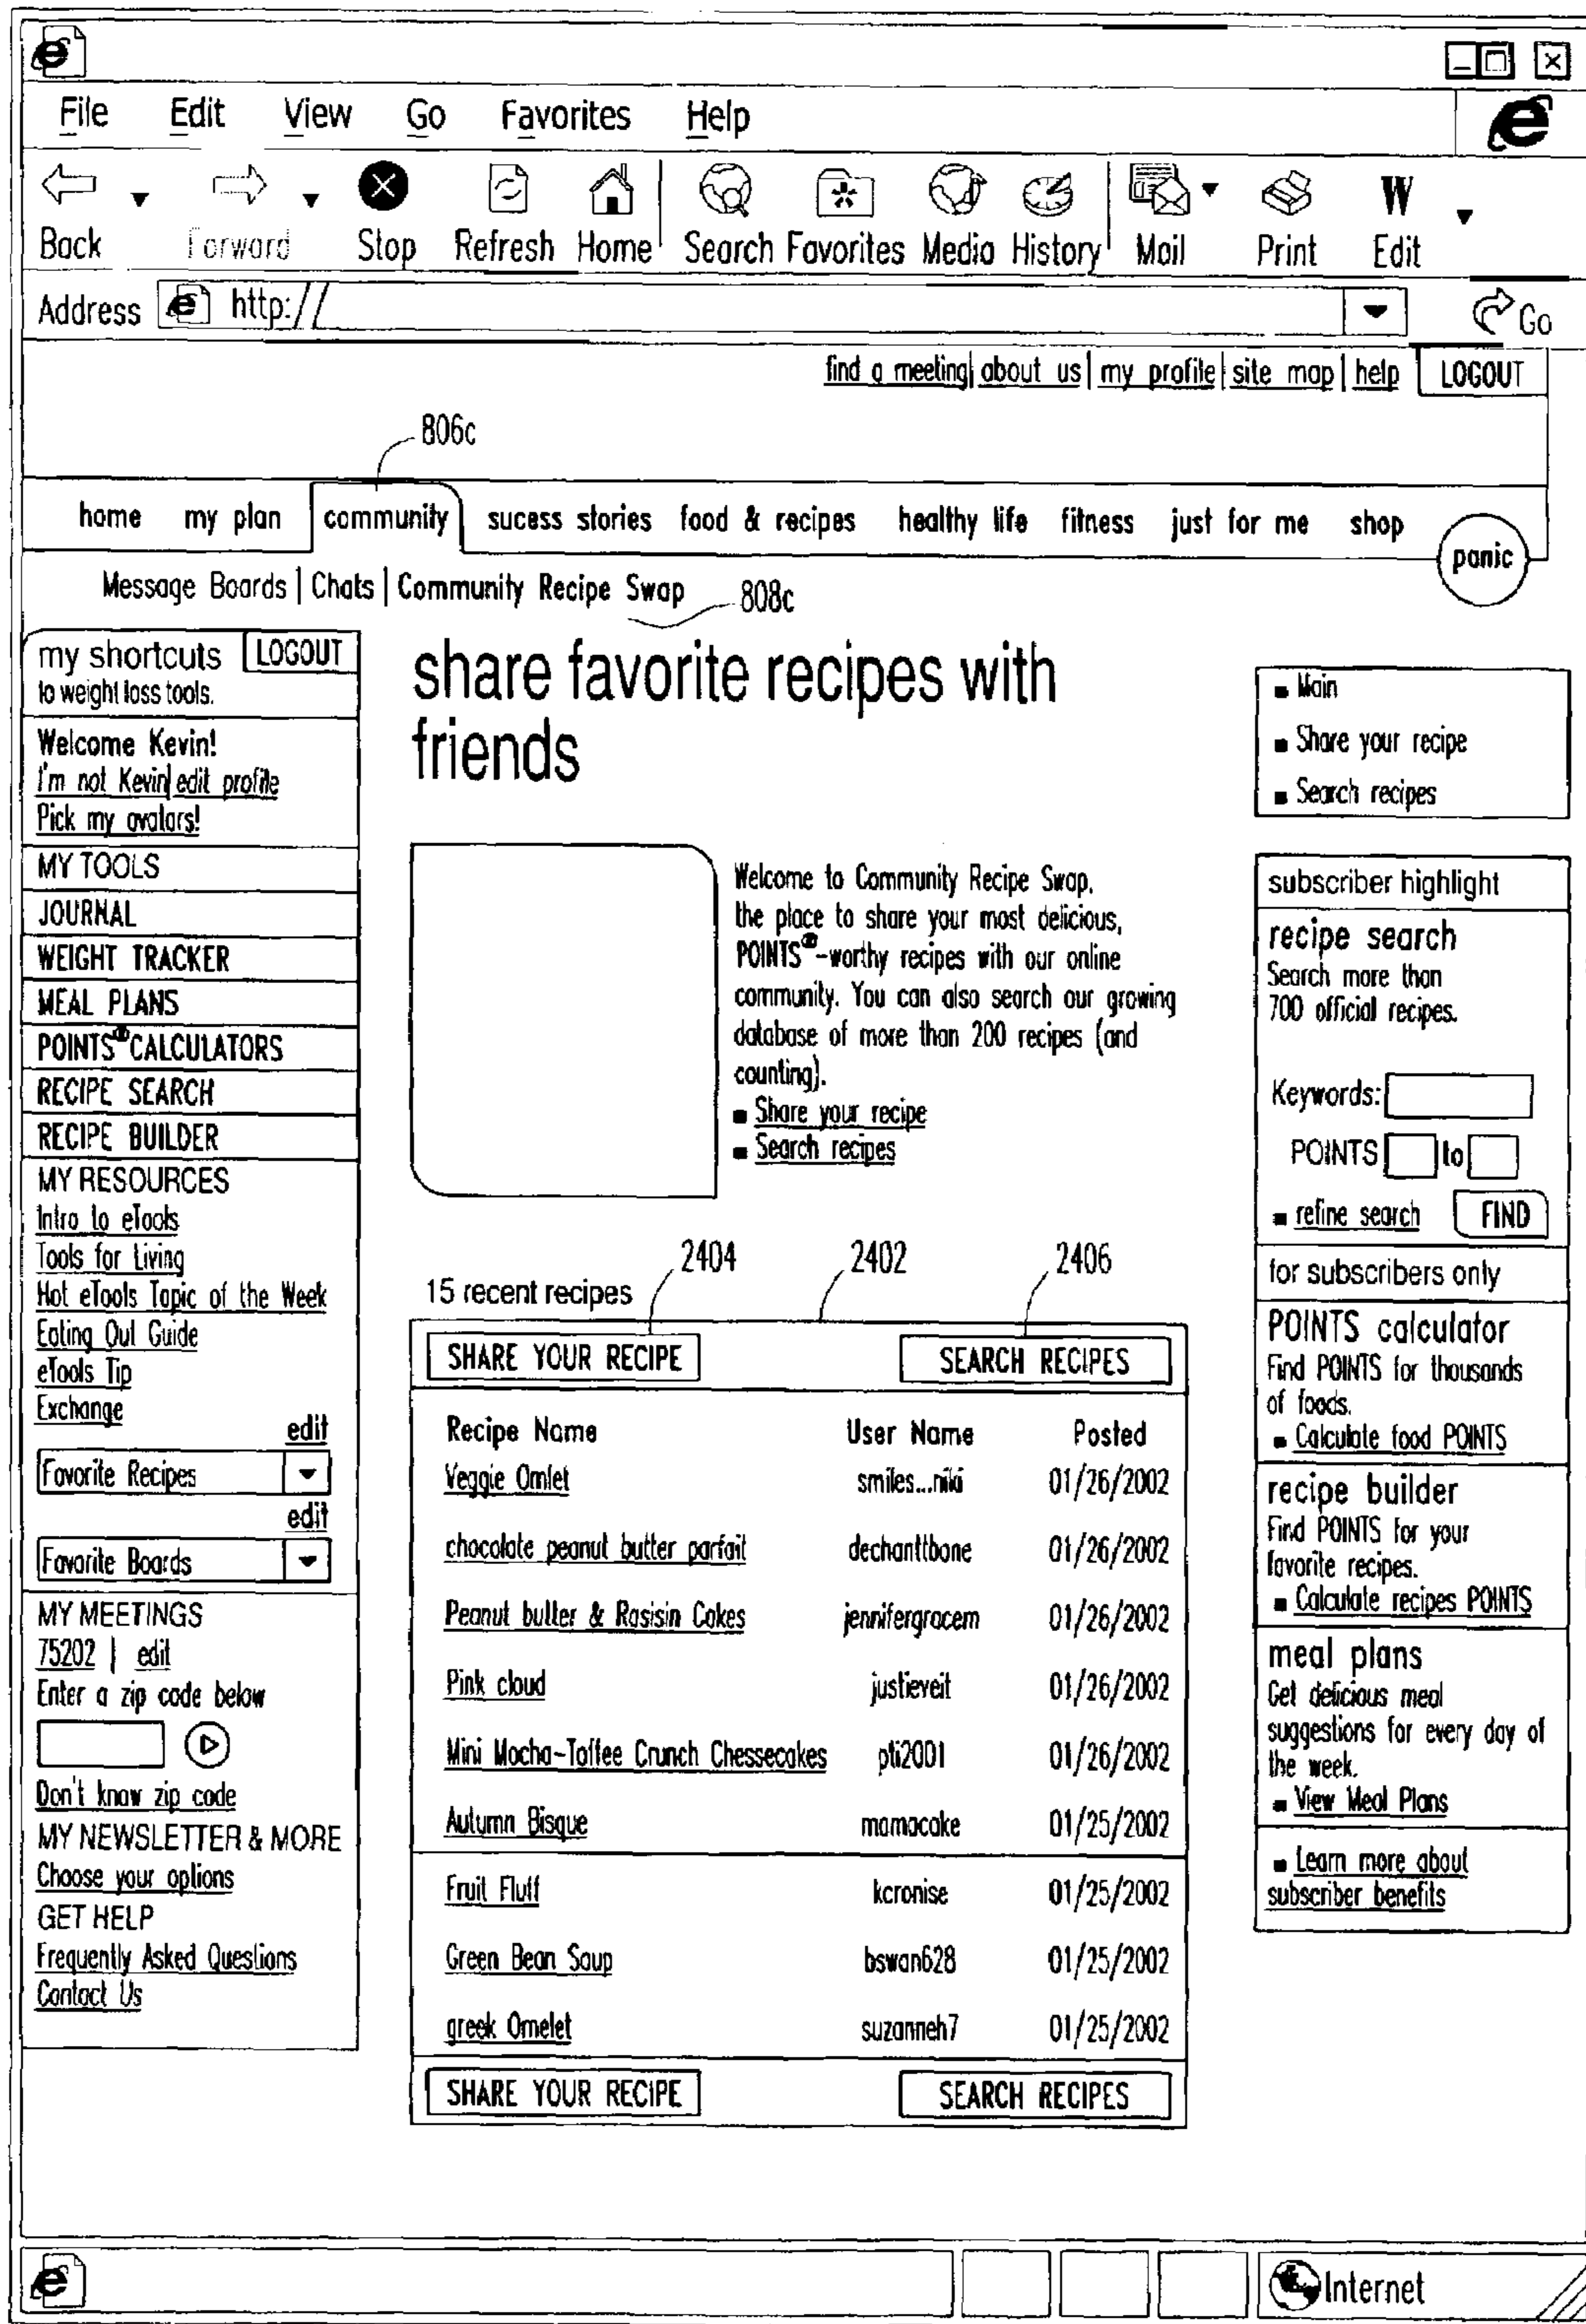 File Edit View Go Favorites Help
Back Forward Stop Refresh Home Search Favorites Media History Mail Print Edit
Address http:// Go
find a meeting| about us| my profile| site map| help LOGOUT
806c
home my plan community sucess stories food & recipes healthy life fitness just for me shop
panic
Message Boards | Chats | Community Recipe Swap
808c
my shortcuts LOGOUT
to weight loss tools.
Welcome Kevin!
I'm not Kevin| edit profile
Pick my avatars!
MY TOOLS
JOURNAL
WEIGHT TRACKER
MEAL PLANS
POINTS® CALCULATORS
RECIPE SEARCH
RECIPE BUILDER
MY RESOURCES
Intro to eTools
Tools for Living
Hot eTools Topic of the Week
Eating Out Guide
eTools Tip
Exchange
edit
Favorite Recipes
edit
Favorite Boards
MY MEETINGS
75202 | edit
Enter a zip code below
Don't know zip code
MY NEWSLETTER & MORE
Choose your options
GET HELP
Frequently Asked Questions
Contact Us
share favorite recipes with
friends
Welcome to Community Recipe Swap,
the place to share your most delicious,
POINTS®-worthy recipes with our online
community. You can also search our growing
database of more than 200 recipes (and
counting).
Share your recipe
Search recipes
2404 2402 2406
15 recent recipes
SHARE YOUR RECIPE SEARCH RECIPES
Recipe Name User Name Posted
Veggie Omlet smiles...niki 01/26/2002
chocolate peanut butter parfait dechanttbone 01/26/2002
Peanut butter & Rasisin Cakes jennifergracem 01/26/2002
Pink cloud justieveit 01/26/2002
Mini Mocha-Toffee Crunch Chessecakes pti2001 01/26/2002
Autumn Bisque mamacake 01/25/2002
Fruit Fluff kcronise 01/25/2002
Green Bean Soup bswan628 01/25/2002
greek Omelet suzanneh7 01/25/2002
SHARE YOUR RECIPE SEARCH RECIPES
Main
Share your recipe
Search recipes
subscriber highlight
recipe search
Search more than
700 official recipes.
Keywords:
POINTS to
refine search FIND
for subscribers only
POINTS calculator
Find POINTS for thousands
of foods.
Calculate food POINTS
recipe builder
Find POINTS for your
favorite recipes.
Calculate recipes POINTS
meal plans
Get delicious meal
suggestions for every day of
the week.
View Meal Plans
Learn more about
subscriber benefits
Internet